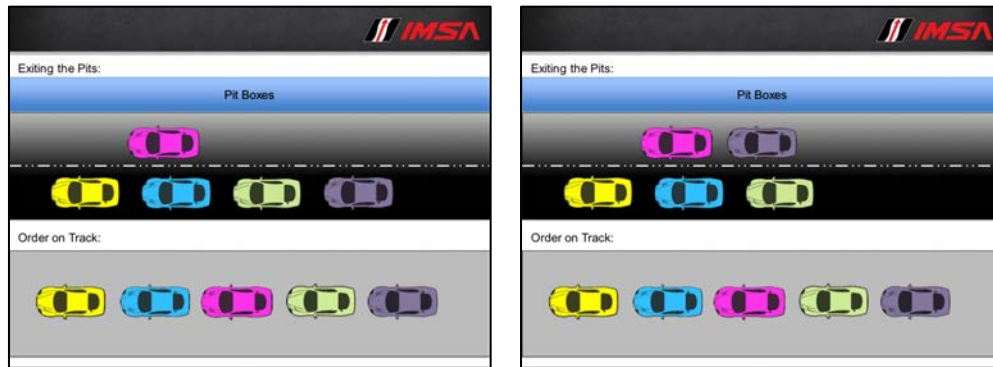 IMSA
Exiting the Pits:
Pit Boxes
Order on Track:
IMSA
Exiting the Pits:
Pit Boxes
Order on Track: